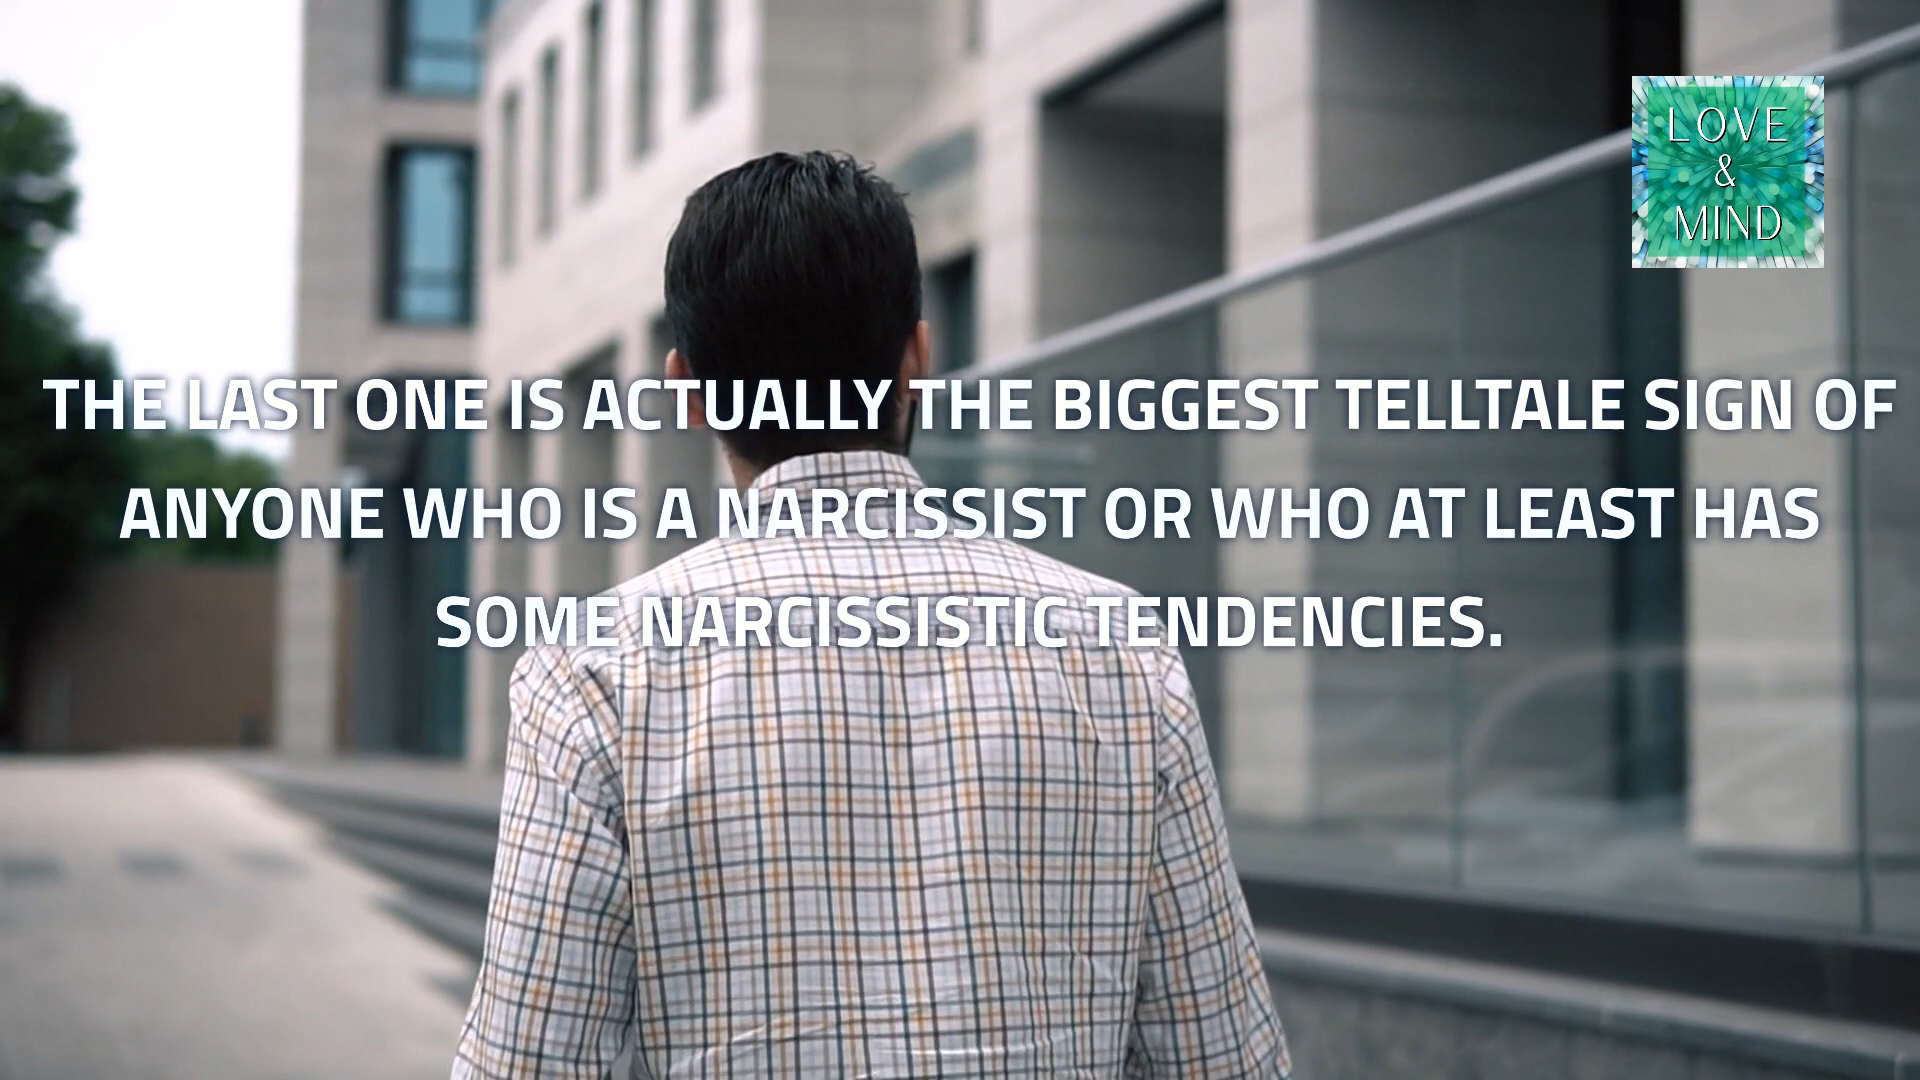 LOVE
&
MIND
THE LAST ONE IS ACTUALLY THE BIGGEST TELLTALE SIGN OF
ANYONE WHO IS A NARCISSIST OR WHO AT LEAST HAS
SOME NARCISSISTIC TENDENCIES.